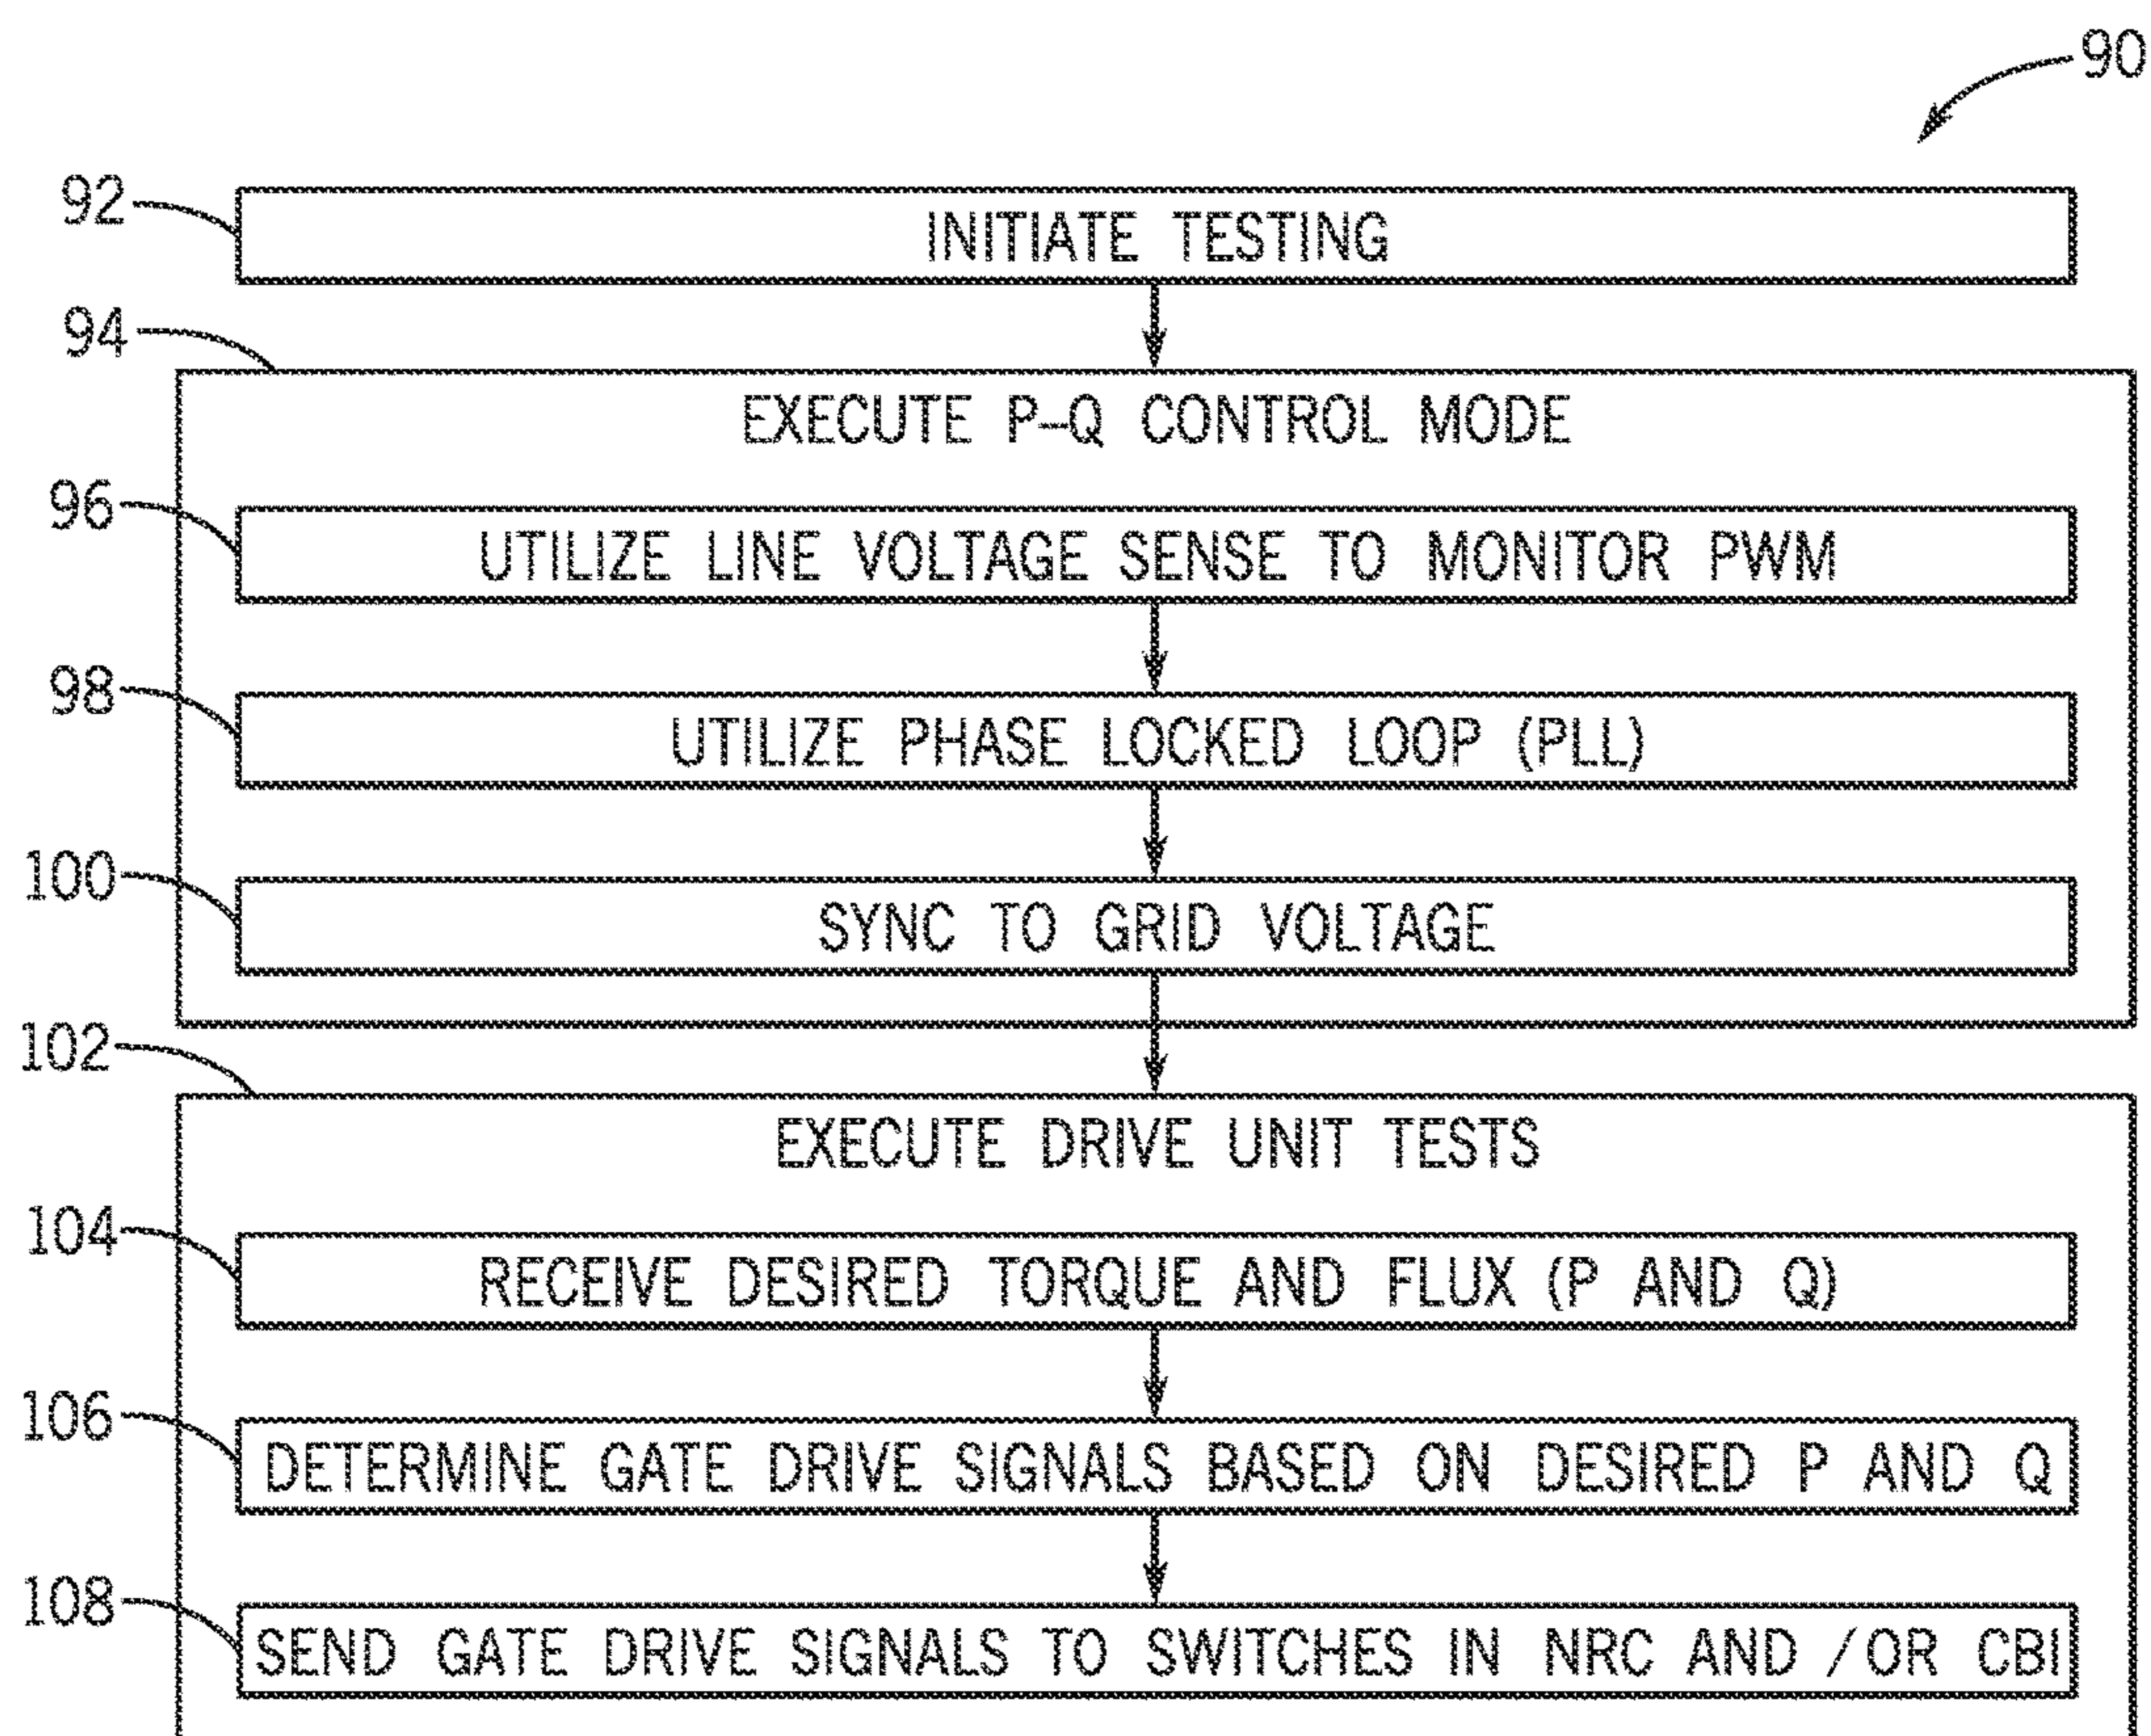 90
92
INITIATE TESTING
94
EXECUTE P-Q CONTROL MODE
96
UTILIZE LINE VOLTAGE SENSE TO MONITOR PWM
98
UTILIZE PHASE LOCKED LOOP (PLL)
100
SYNC TO GRID VOLTAGE
102
EXECUTE DRIVE UNIT TESTS
104
RECEIVE DESIRED TORQUE AND FLUX (P AND Q)
106
DETERMINE GATE DRIVE SIGNALS BASED ON DESIRED P AND Q
108
SEND GATE DRIVE SIGNALS TO SWITCHES IN NRC AND /OR CBI